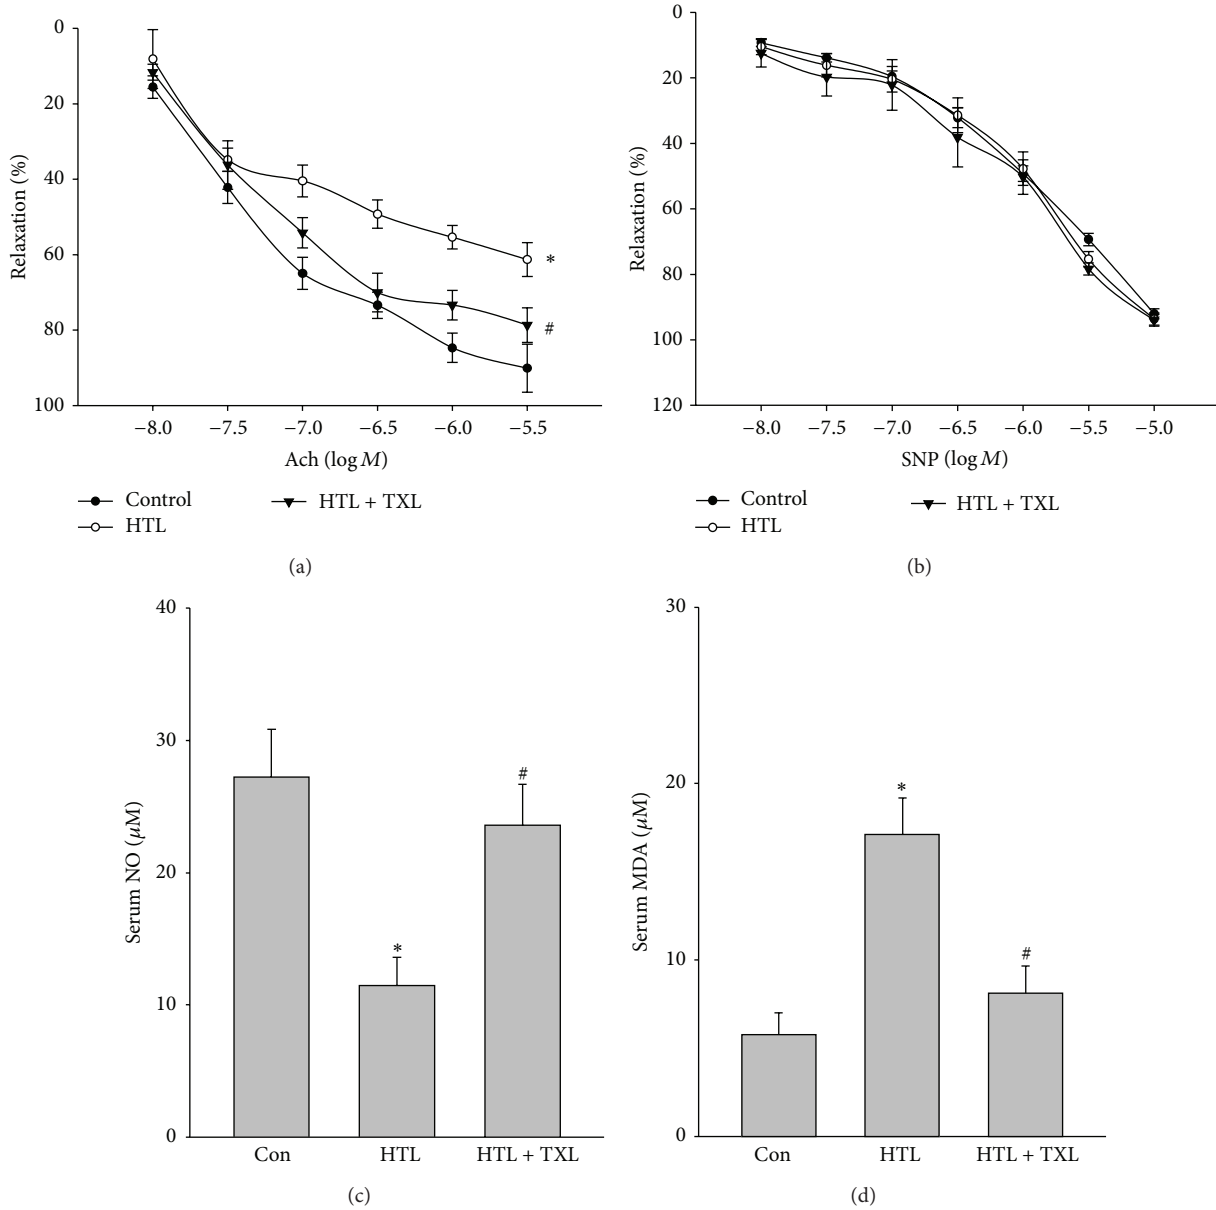 0
20
40
60
80
100
Relaxation (%)
−8.0 −7.5 −7.0 −6.5 −6.0 −5.5
Ach (log M)
*
#
Control
HTL
HTL + TXL
(a)
0
20
40
60
80
100
120
Relaxation (%)
−8.0 −7.5 −7.0 −6.5 −6.0 −5.5 −5.0
SNP (log M)
Control
HTL
HTL + TXL
(b)
40
30
20
10
0
Serum NO (μM)
*
#
Con HTL HTL + TXL
(c)
30
20
10
0
Serum MDA (μM)
*
#
Con HTL HTL + TXL
(d)